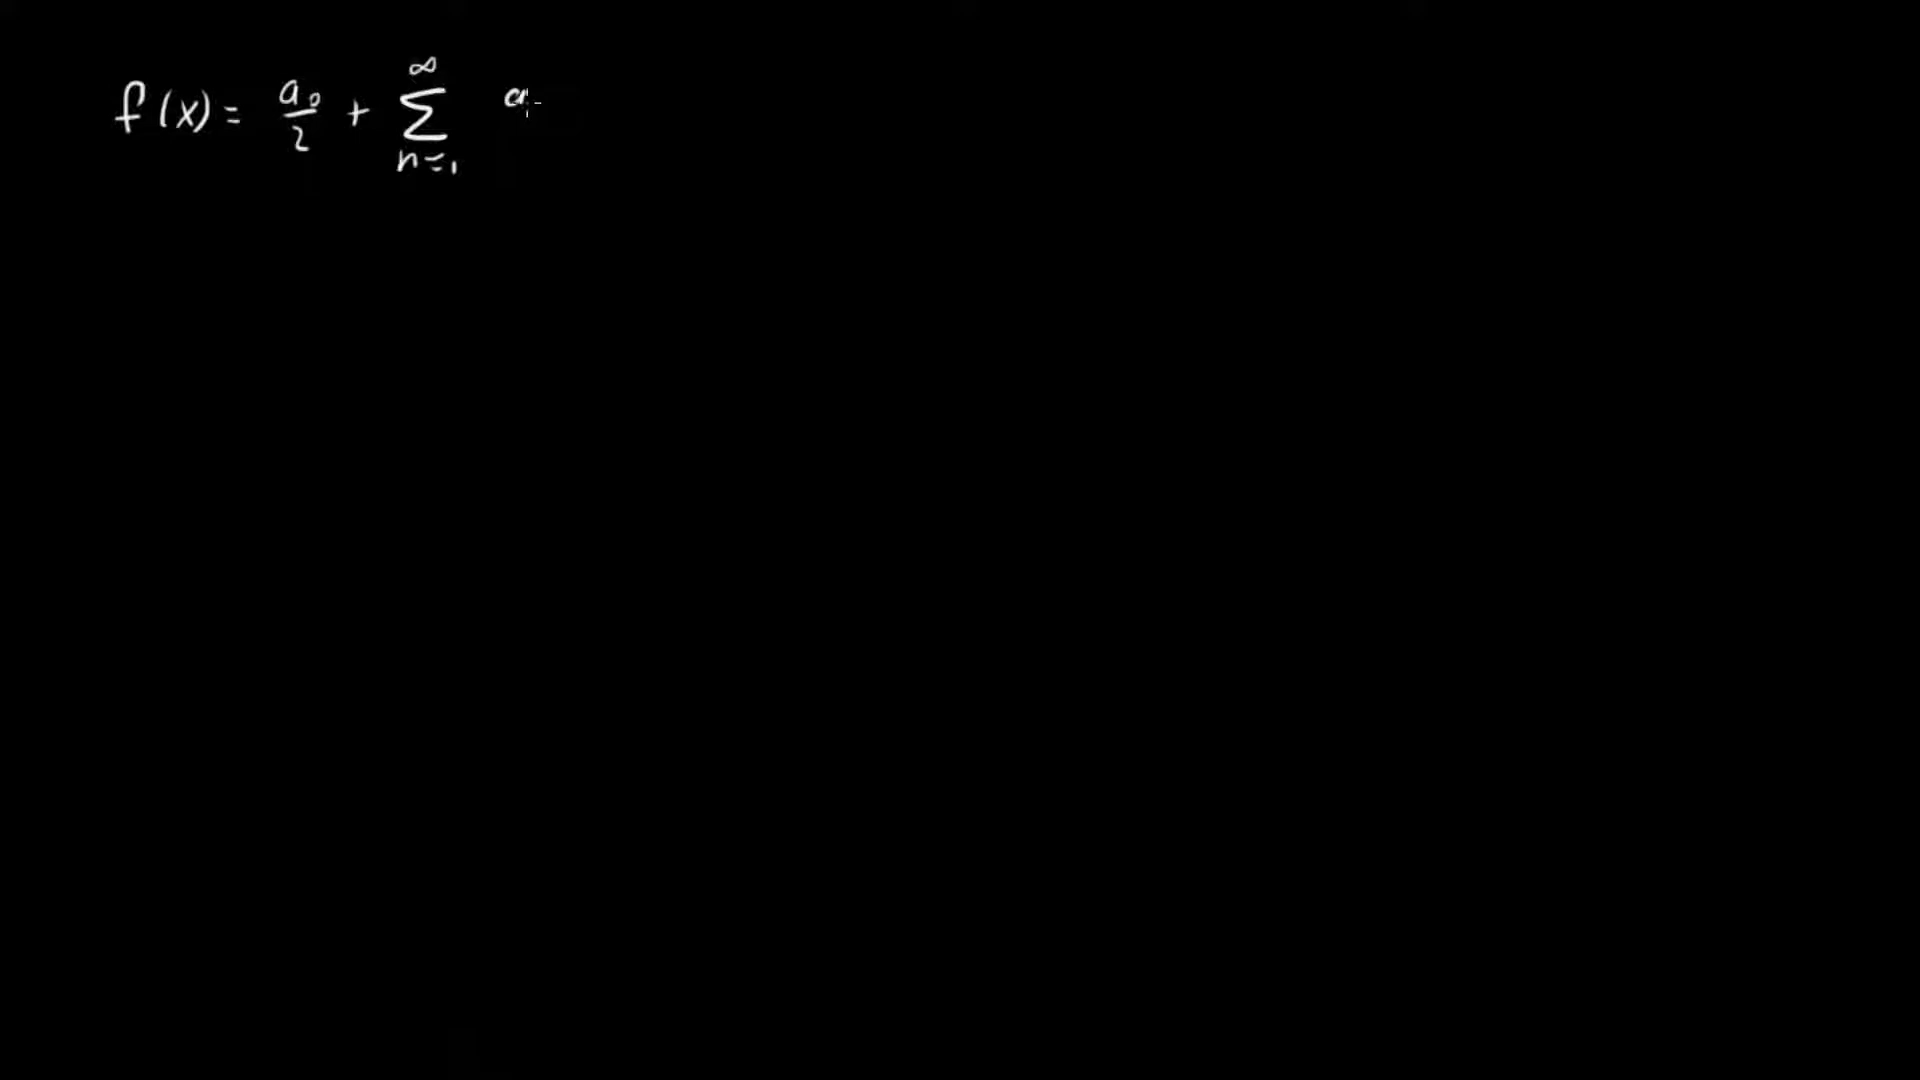 f(x) = a₀/2 + ∑_{n=1}^{∞} a